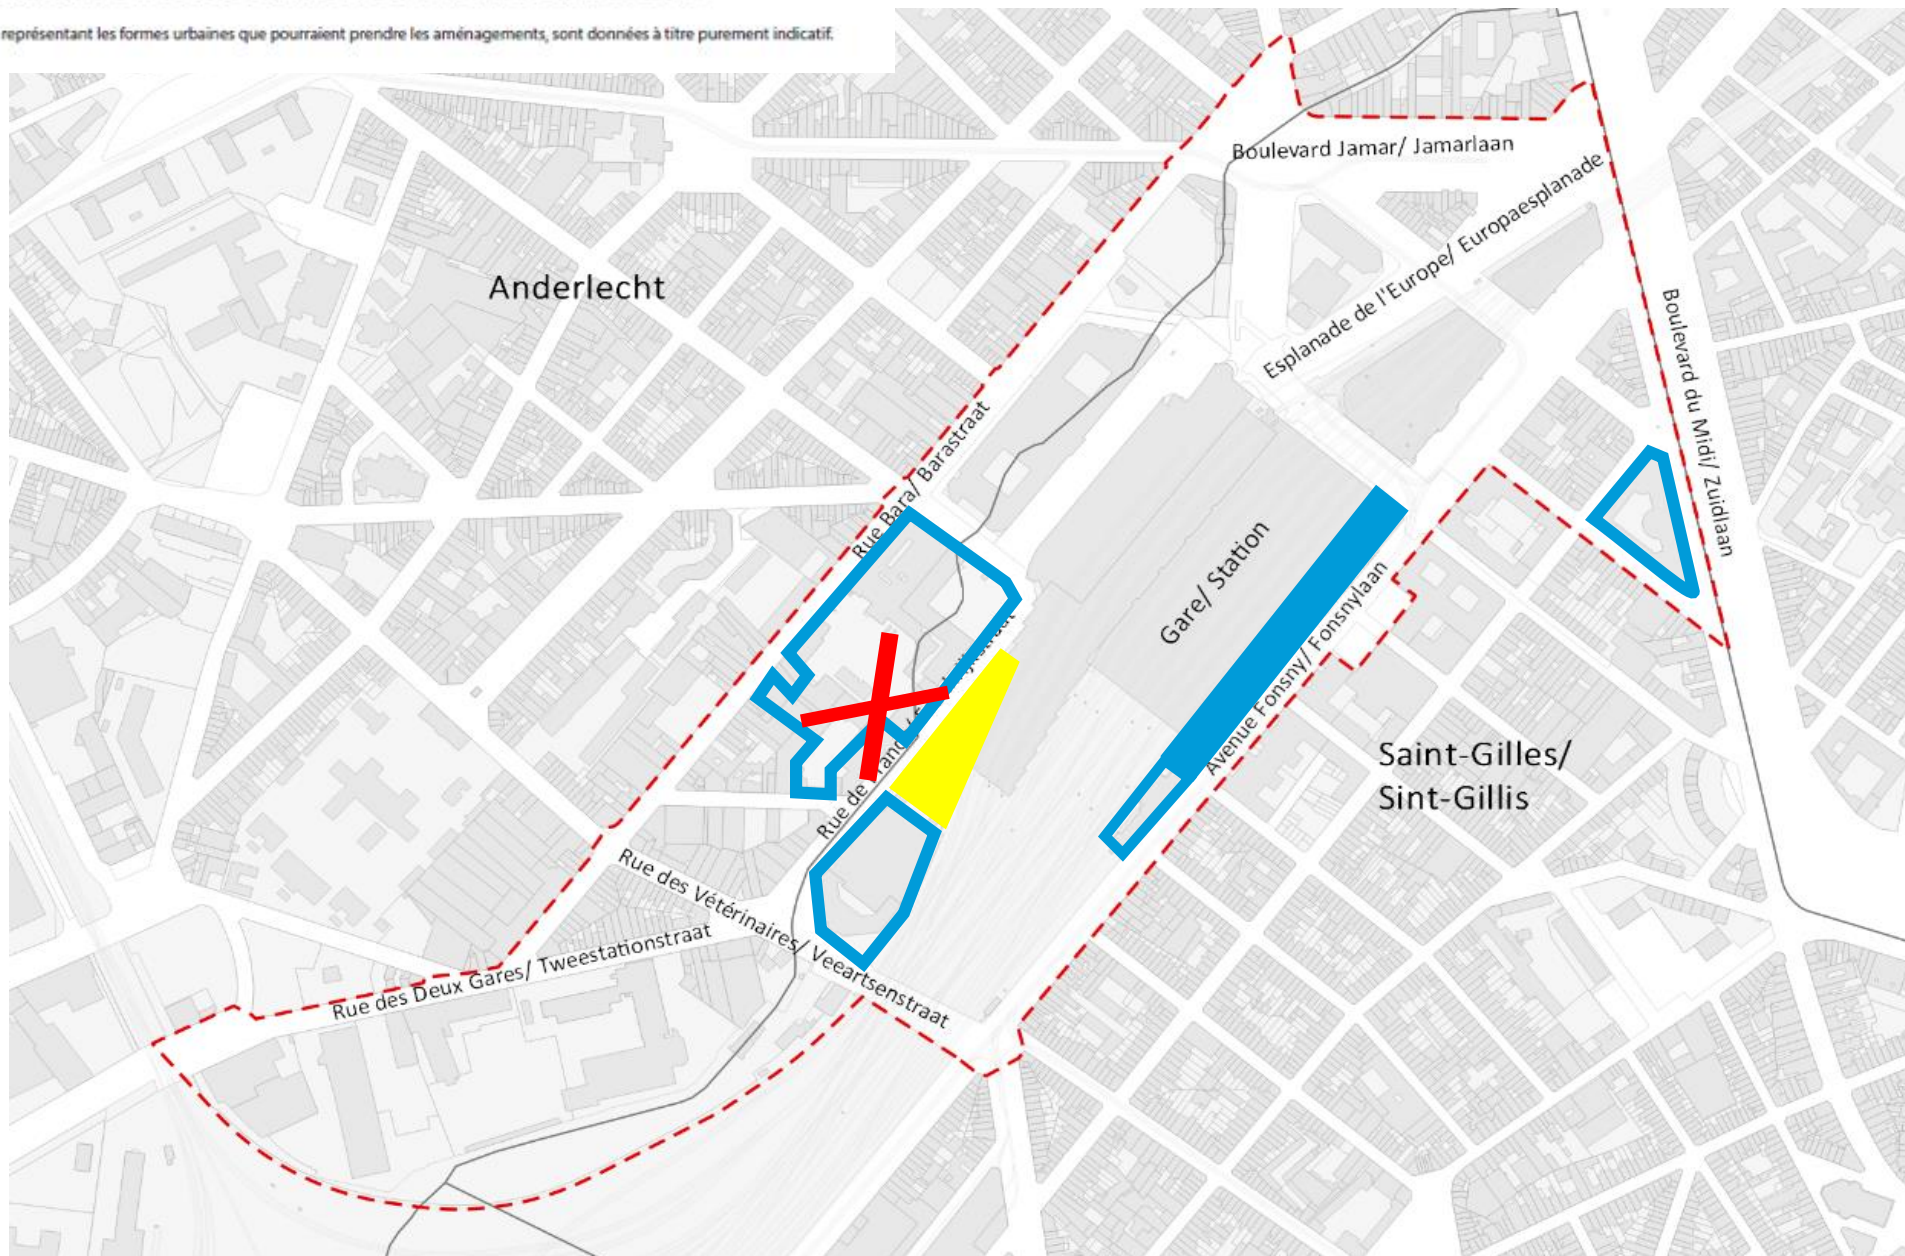 représentant les formes urbaines que pourraient prendre les aménagements, sont données à titre purement indicatif.
Boulevard Jamar/ Jamarlaan
Esplanade de l'Europe/ Europaesplanade
Anderlecht
Boulevard du Midi/ Zuidlaan
Rue Bara/ Barastraat
Gare/ Station
Avenue Fonsny/ Fonsnylaan
Saint-Gilles/
Sint-Gillis
Rue de
Rue des Vétérinaires/ Veeartsenstraat
Rue des Deux Gares/ Tweestationstraat